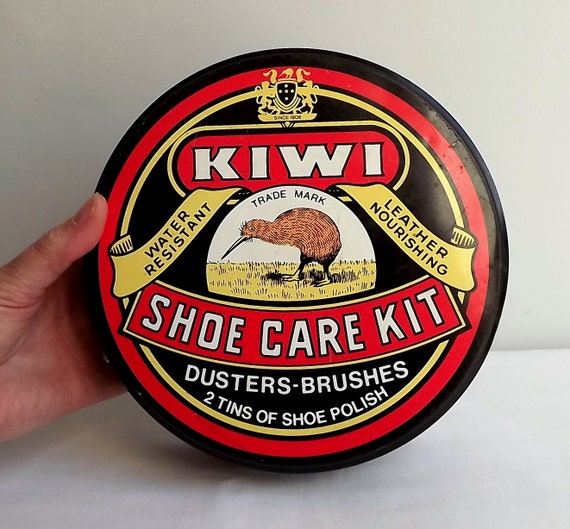 SINCE 1906
KIWI
TRADE MARK
WATER
RESISTANT
LEATHER
NOURISHING
SHOE CARE KIT
DUSTERS-BRUSHES
2 TINS OF SHOE POLISH